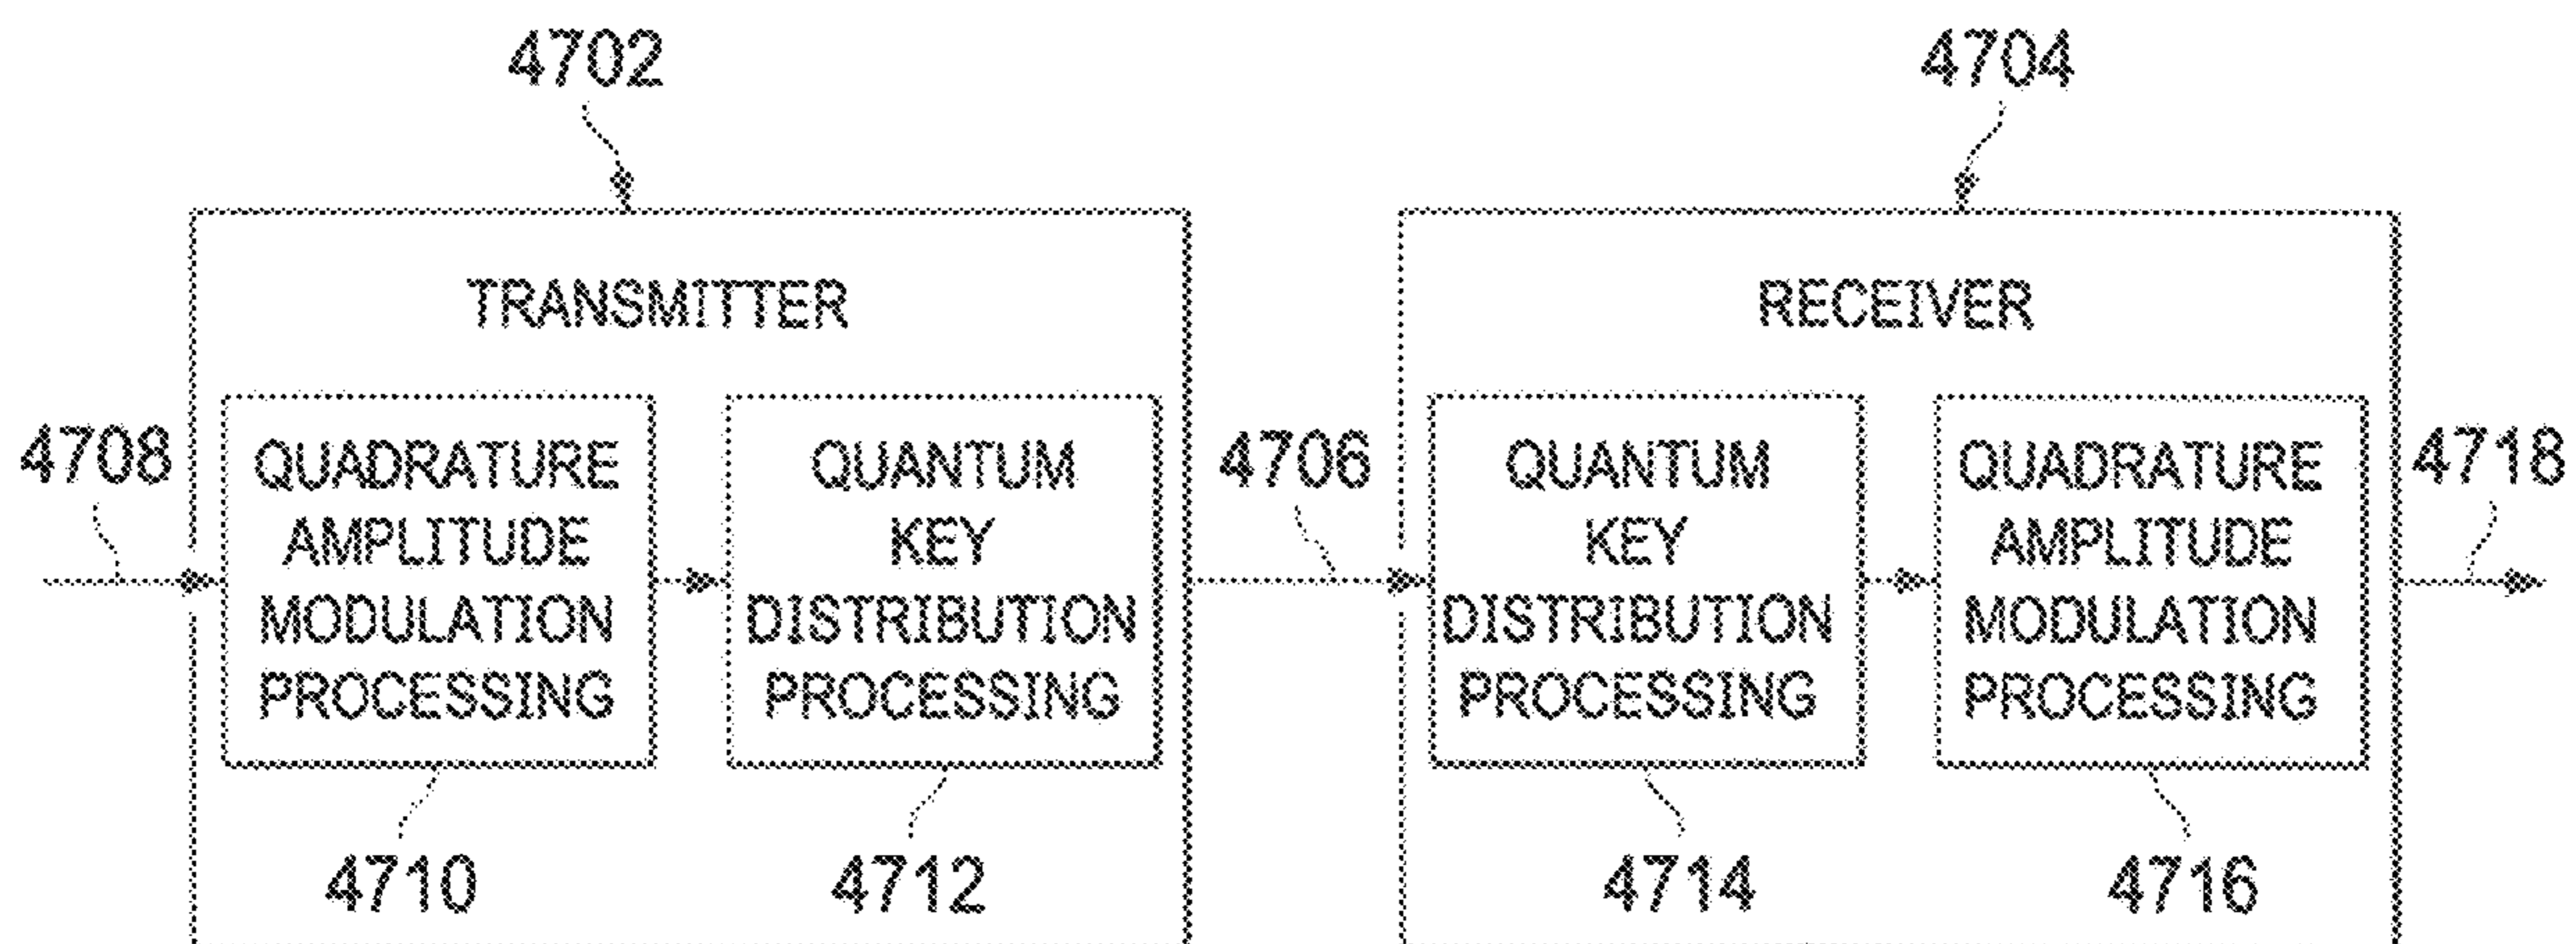 4702
4704
TRANSMITTER
RECEIVER
4708
QUADRATURE
AMPLITUDE
MODULATION
PROCESSING
QUANTUM
KEY
DISTRIBUTION
PROCESSING
4706
QUANTUM
KEY
DISTRIBUTION
PROCESSING
QUADRATURE
AMPLITUDE
MODULATION
PROCESSING
4718
4710
4712
4714
4716